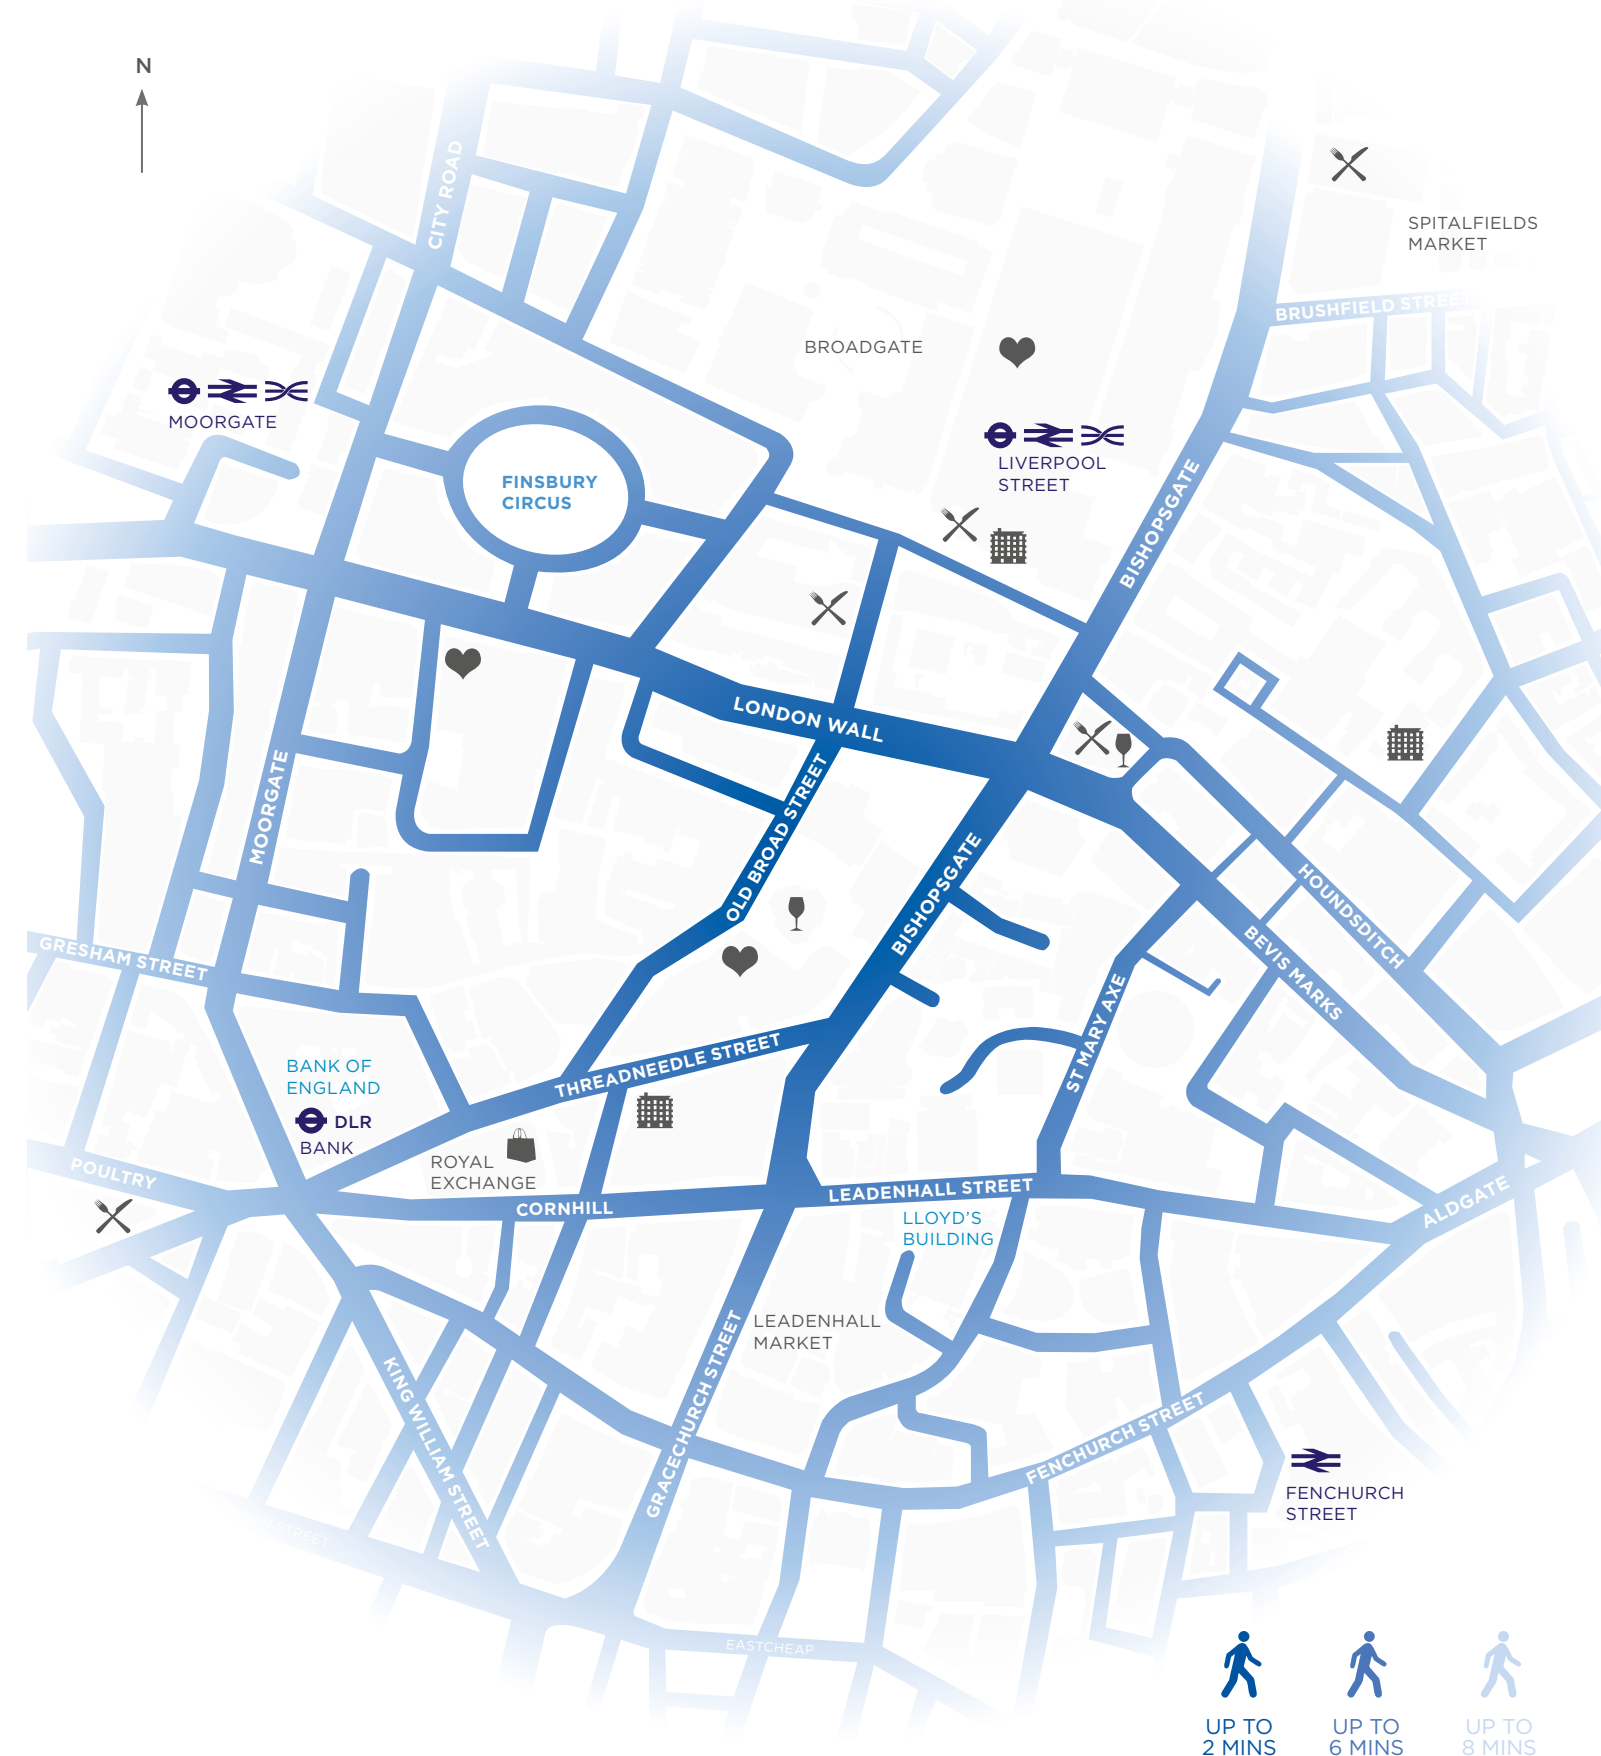 N
CITY ROAD
SPITALFIELDS
MARKET
BRUSHFIELD STREET
BROADGATE
MOORGATE
LIVERPOOL
STREET
FINSBURY
CIRCUS
BISHOPSGATE
LONDON WALL
MOORGATE
OLD BROAD STREET
BISHOPSGATE
HOUNDSDITCH
BEVIS MARKS
GRESHAM STREET
ST MARY AXE
THREADNEEDLE STREET
BANK OF
ENGLAND
DLR
BANK
ROYAL
EXCHANGE
POULTRY
CORNHILL
LEADENHALL STREET
ALDGATE
LLOYD'S
BUILDING
LEADENHALL
MARKET
KING WILLIAM STREET
GRACECHURCH STREET
FENCHURCH STREET
FENCHURCH
STREET
STREET
EASTCHEAP
UP TO
2 MINS
UP TO
6 MINS
UP TO
8 MINS